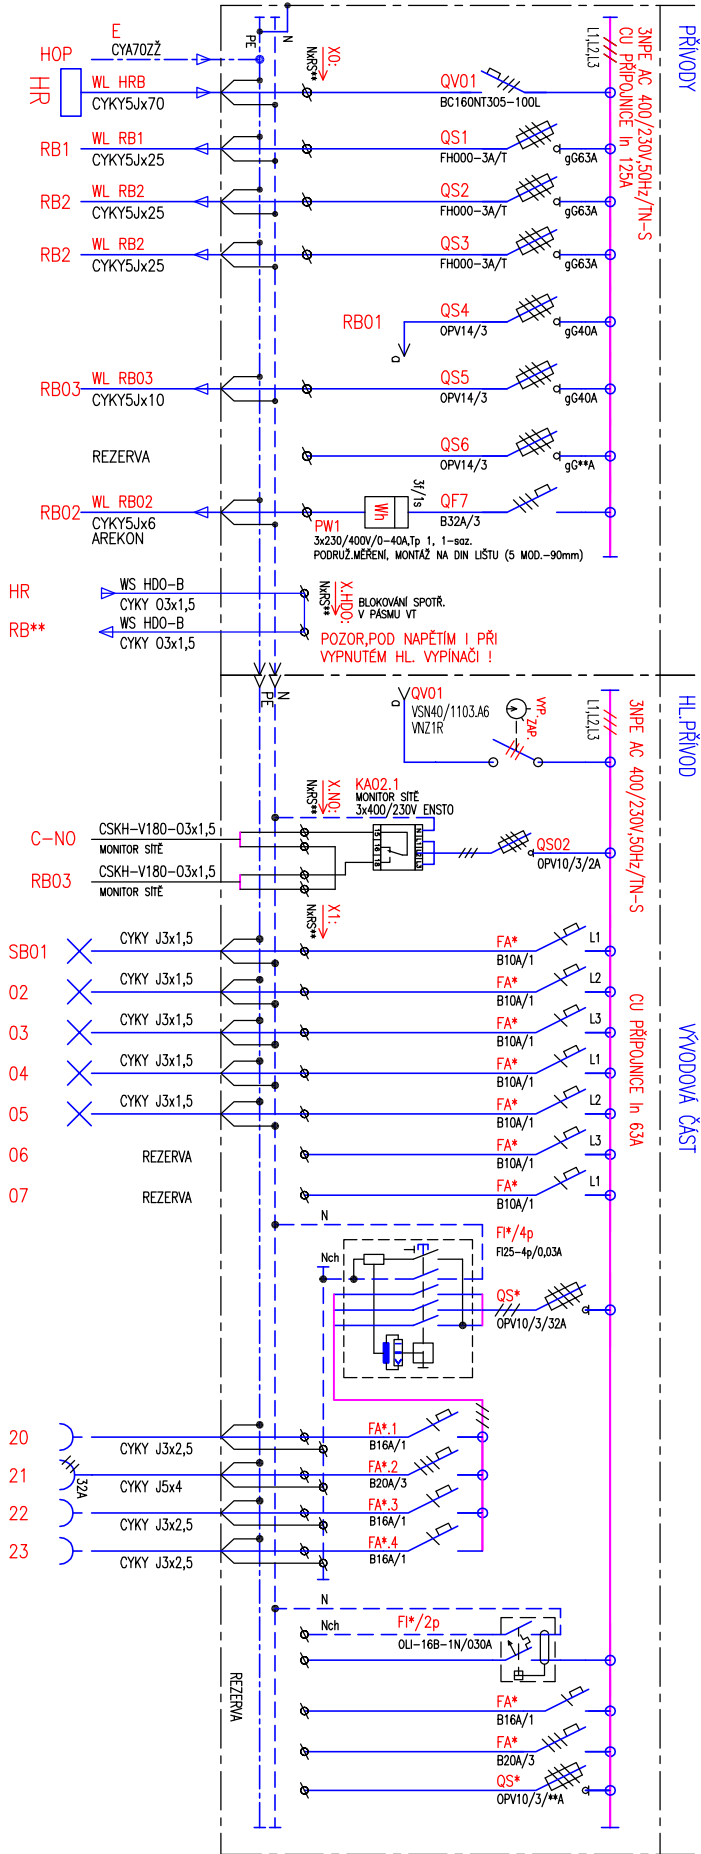 PŘÍVODY
3NPE AC 400/230V,50Hz/TN-S
CU PŘÍPOJNICE In 125A
L1,L2,L3
N
PE
E
HOP
CYA70ZŽ
X0:
NxRS**
HR
WL HRB
CYKY5Jx70
QV01
BC160NT305-100L
RB1
WL RB1
CYKY5Jx25
QS1
FH000-3A/T
gG63A
RB2
WL RB2
CYKY5Jx25
QS2
FH000-3A/T
gG63A
RB2
WL RB2
CYKY5Jx25
QS3
FH000-3A/T
gG63A
RB01
a
QS4
OPV14/3
gG40A
RB03
WL RB03
CYKY5Jx10
QS5
OPV14/3
gG40A
REZERVA
QS6
OPV14/3
gG**A
RB02
WL RB02
CYKY5Jx6
AREKON
PW1
Wh
3f/1s
QF7
B32A/3
3x230/400V/0-40A,Tp 1, 1-saz.
PODRUŽ.MĚŘENÍ, MONTÁŽ NA DIN LIŠTU (5 MOD.-90mm)
HR
WS HDO-B
CYKY O3x1,5
RB**
WS HDO-B
CYKY O3x1,5
X.HDO:
NxRS**
BLOKOVÁNÍ SPOTŘ.
V PÁSMU VT
POZOR,POD NAPĚTÍM I PŘI
VYPNUTÉM HL. VYPÍNAČI !
N
PE
HL.PŘÍVOD
3NPE AC 400/230V,50Hz/TN-S
L1,L2,L3
a
QV01
VSN40/1103.A6
VNZ1R
VYP.
ZAP.
X.N0:
NxRS**
KA02.1
MONITOR SÍTĚ
3x400/230V ENSTO
C-NO
CSKH-V180-O3x1,5
MONITOR SÍTĚ
RB03
CSKH-V180-O3x1,5
MONITOR SÍTĚ
15
16
18
N
L1
L2
L3
QS02
OPV10/3/2A
X1:
NxRS**
VÝVODOVÁ ČÁST
CU PŘÍPOJNICE In 63A
SB01
CYKY J3x1,5
FA*
B10A/1
L1
02
CYKY J3x1,5
FA*
B10A/1
L2
03
CYKY J3x1,5
FA*
B10A/1
L3
04
CYKY J3x1,5
FA*
B10A/1
L1
05
CYKY J3x1,5
FA*
B10A/1
L2
06
REZERVA
FA*
B10A/1
L3
07
REZERVA
FA*
B10A/1
L1
N
FI*/4p
FI25-4p/0,03A
Nch
QS*
OPV10/3/32A
20
CYKY J3x2,5
FA*.1
B16A/1
21
32A
CYKY J5x4
FA*.2
B20A/3
22
CYKY J3x2,5
FA*.3
B16A/1
23
CYKY J3x2,5
FA*.4
B16A/1
N
Nch
FI*/2p
OLI-16B-1N/030A
REZERVA
FA*
B16A/1
FA*
B20A/3
QS*
OPV10/3/**A